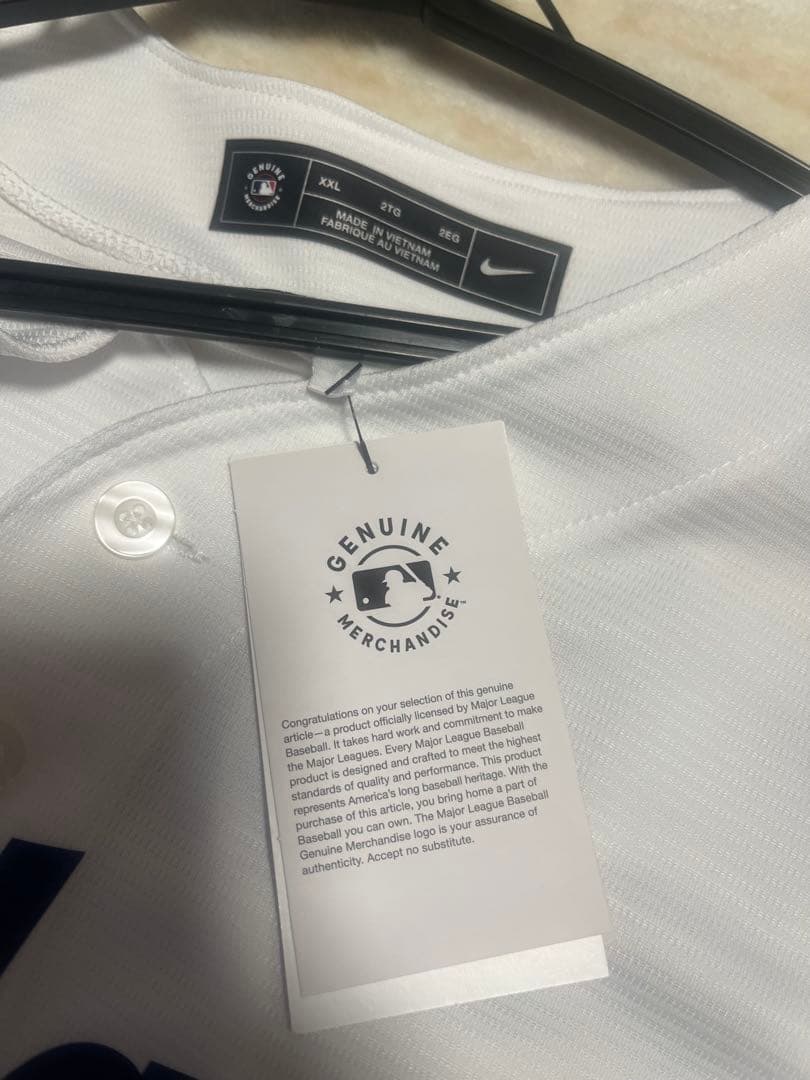 GENUINE
MERCHANDISE
XXL
2TG
2EG
MADE IN VIETNAM
FABRIQUE AU VIETNAM
GENUINE
MERCHANDISE™
Congratulations on your selection of this genuine
article—a product officially licensed by Major League
Baseball. It takes hard work and commitment to make
the Major Leagues. Every Major League Baseball
product is designed and crafted to meet the highest
standards of quality and performance. This product
represents America's long baseball heritage. With the
purchase of this article, you bring home a part of
Baseball you can own. The Major League Baseball
Genuine Merchandise logo is your assurance of
authenticity. Accept no substitute.